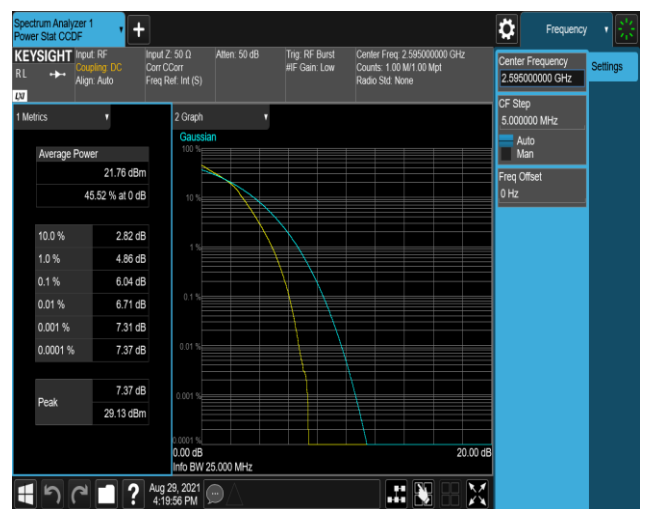 Spectrum Analyzer 1
Power Stat CCDF
+
Frequency
KEYSIGHT
RL
LXI
Input: RF
Coupling: DC
Align: Auto
Input Z: 50 Ω
Corr CCorr
Freq Ref: Int (S)
Atten: 50 dB
Trig: RF Burst
#IF Gain: Low
Center Freq: 2.595000000 GHz
Counts: 1.00 M/1.00 Mpt
Radio Std: None
Center Frequency
2.595000000 GHz
Settings
CF Step
5.000000 MHz
Auto
Man
Freq Offset
0 Hz
1 Metrics
Average Power
21.76 dBm
45.52 % at 0 dB
10.0 % 2.82 dB
1.0 % 4.86 dB
0.1 % 6.04 dB
0.01 % 6.71 dB
0.001 % 7.31 dB
0.0001 % 7.37 dB
Peak
7.37 dB
29.13 dBm
2 Graph
Gaussian
100 %
10 %
1 %
0.1 %
0.01 %
0.001 %
0.0001 %
0.00 dB 20.00 dB
Info BW 25.000 MHz
?
Aug 29, 2021
4:19:56 PM